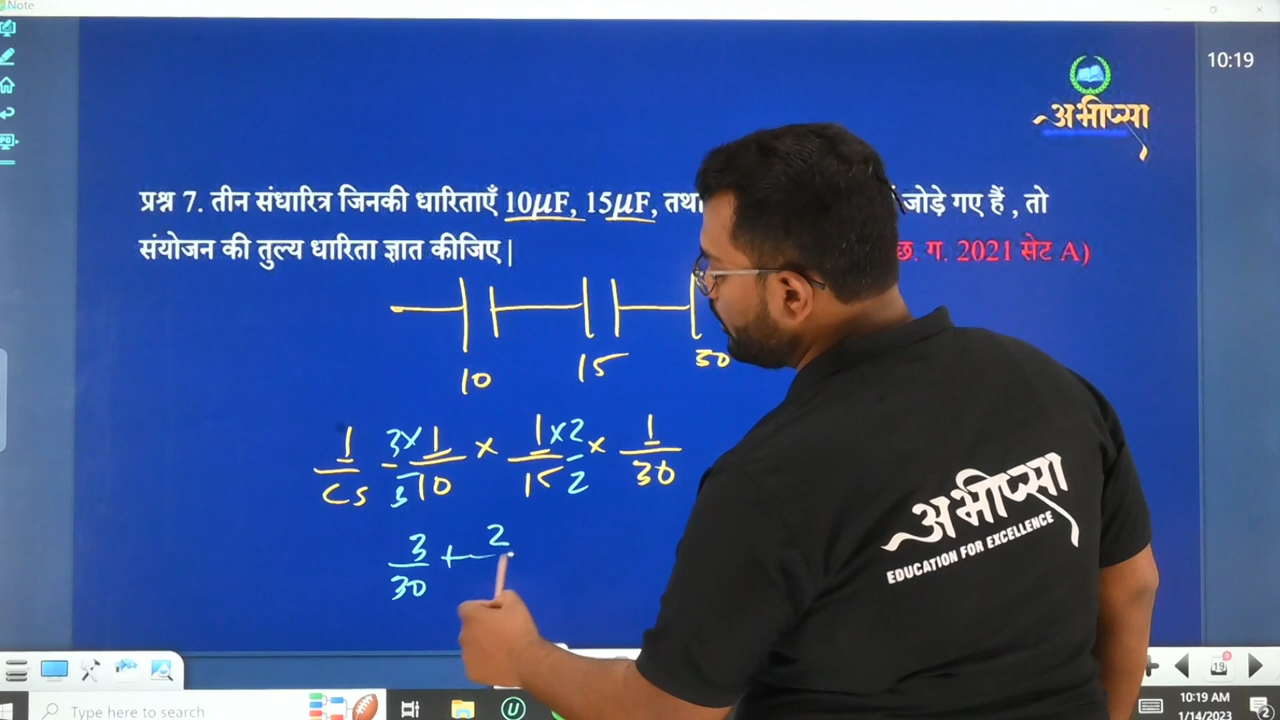 Note
10:19
अभीप्सा
प्रश्न 7. तीन संधारित्र जिनकी धारिताएँ 10μF, 15μF, तथा जोड़े गए हैं , तो
संयोजन की तुल्य धारिता ज्ञात कीजिए | छ. ग. 2021 सेट A)
10 15 30
1/Cs = 3/3 × 1/10 × 1/15 × 2/2 × 1/30
3/30 + 2
अभीप्सा
EDUCATION FOR EXCELLENCE
19
Type here to search
10:19 AM
1/14/2023
2